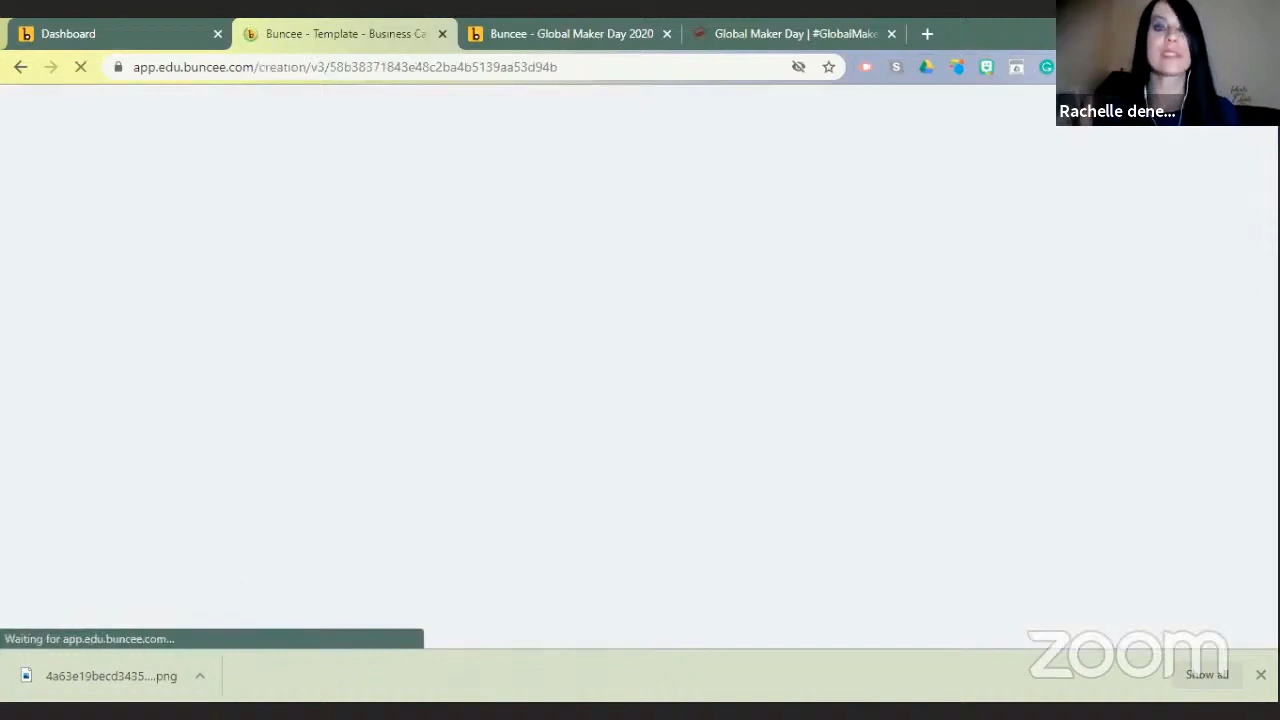 Dashboard
Buncee - Template - Business Ca
Buncee - Global Maker Day 2020
Global Maker Day | #GlobalMake
app.edu.buncee.com/creation/v3/58b38371843e48c2ba4b5139aa53d94b
S
Rachelle dene...
Waiting for app.edu.buncee.com...
4a63e19becd3435....png
Show all
zoom